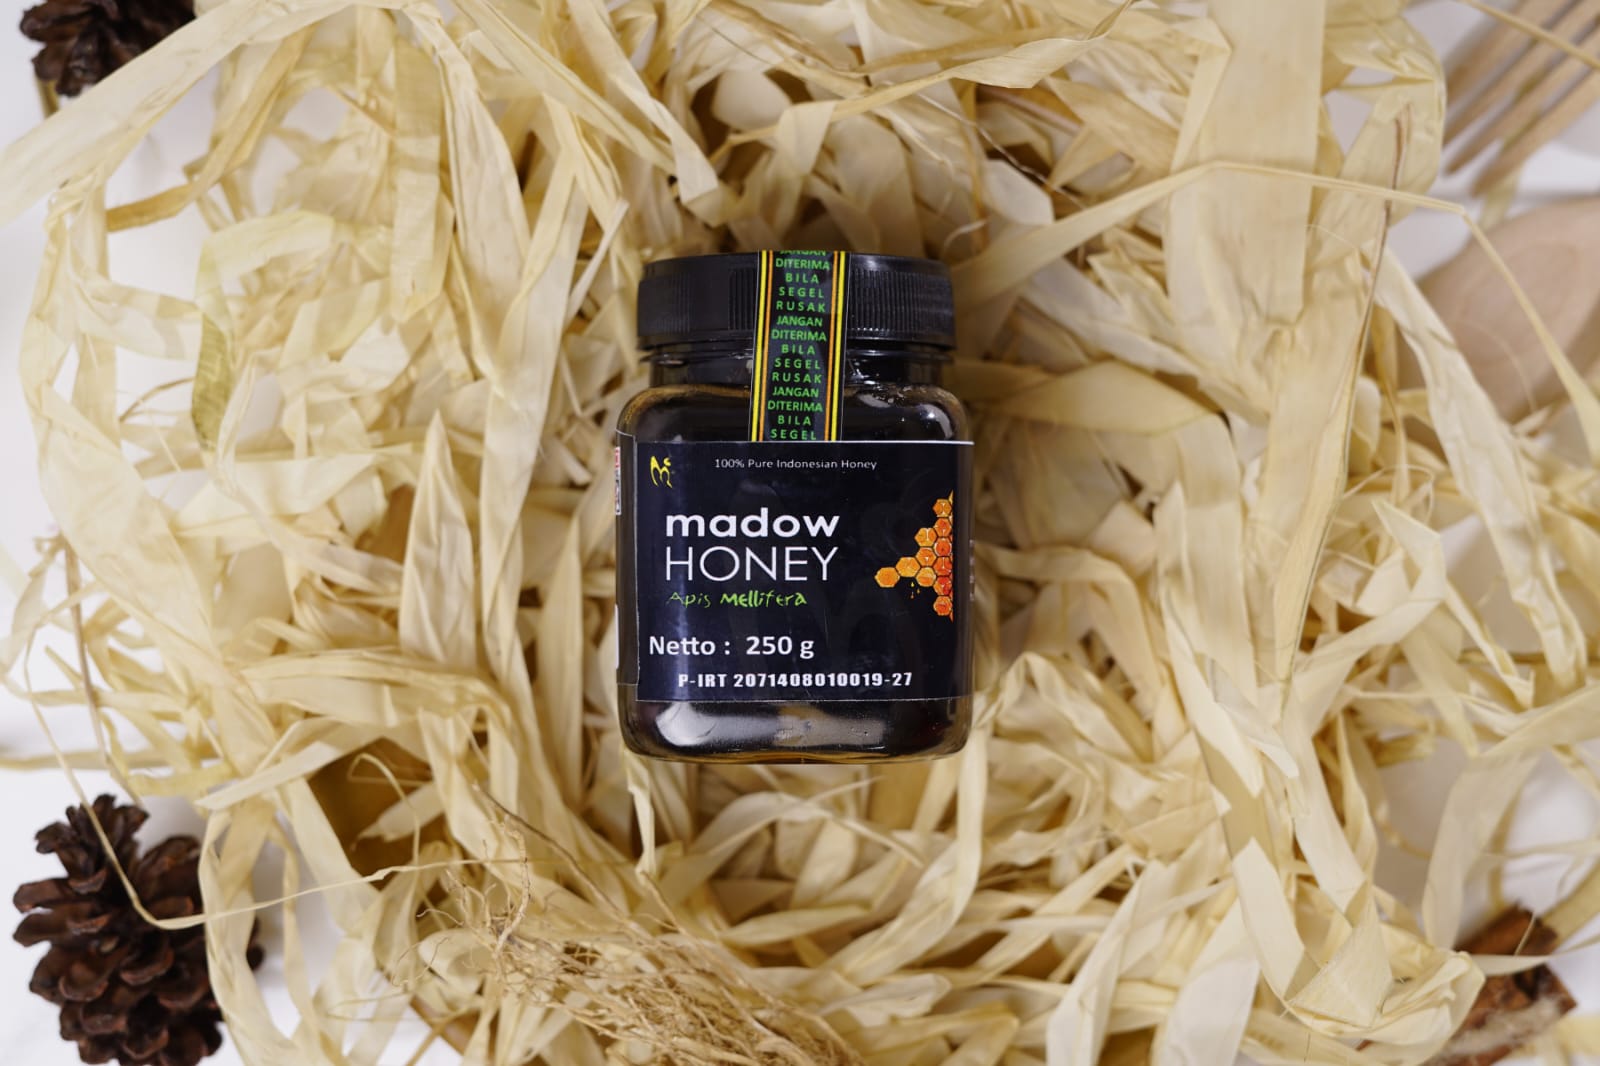 JANGAN
DITERIMA
BILA
SEGEL
RUSAK
JANGAN
DITERIMA
BILA
SEGEL
RUSAK
JANGAN
DITERIMA
BILA
SEGEL
100% Pure Indonesian Honey
madow
HONEY
Apis Mellifera
Netto : 250 g
P-IRT 2071408010019-27